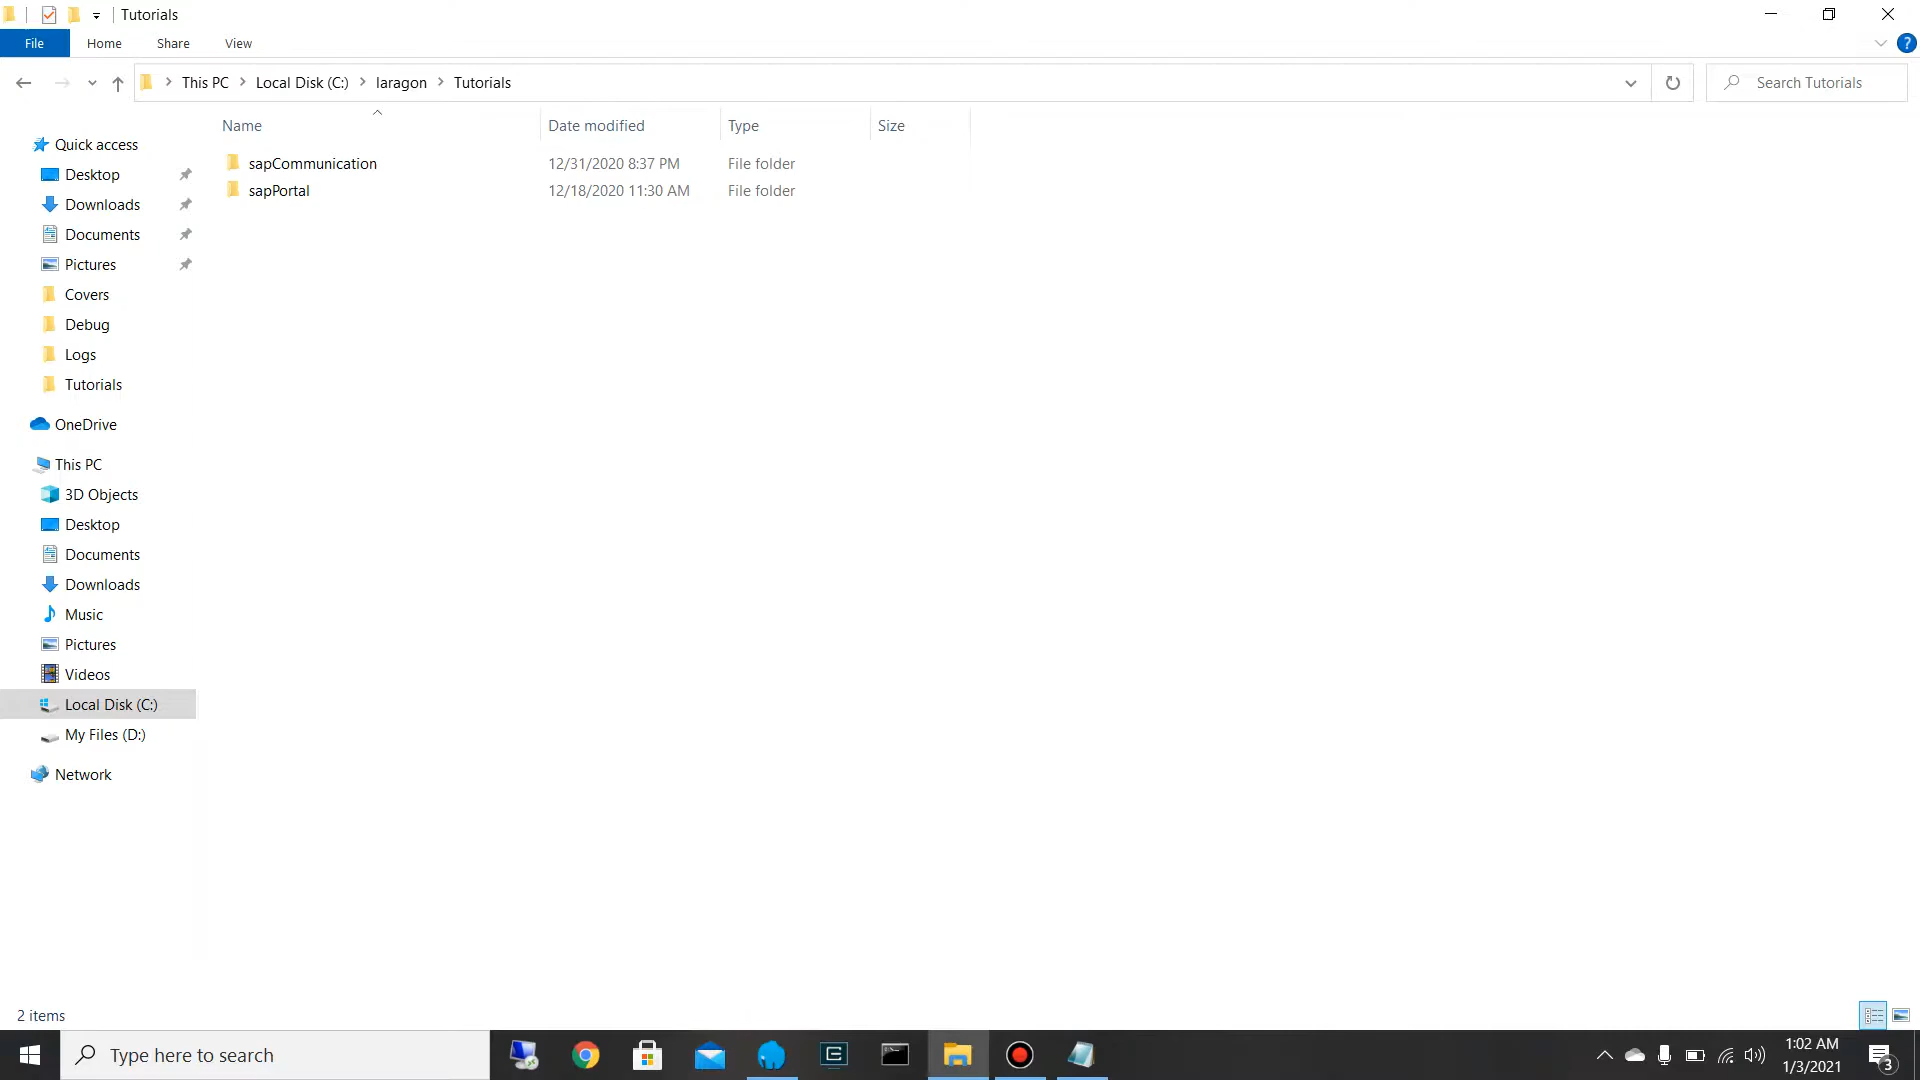 Tutorials
File Home Share View
This PC Local Disk (C:) laragon Tutorials
Search Tutorials
Name Date modified Type Size
sapCommunication 12/31/2020 8:37 PM File folder
sapPortal 12/18/2020 11:30 AM File folder
Quick access
Desktop
Downloads
Documents
Pictures
Covers
Debug
Logs
Tutorials
OneDrive
This PC
3D Objects
Desktop
Documents
Downloads
Music
Pictures
Videos
Local Disk (C:)
My Files (D:)
Network
2 items
Type here to search
1:02 AM
1/3/2021
3